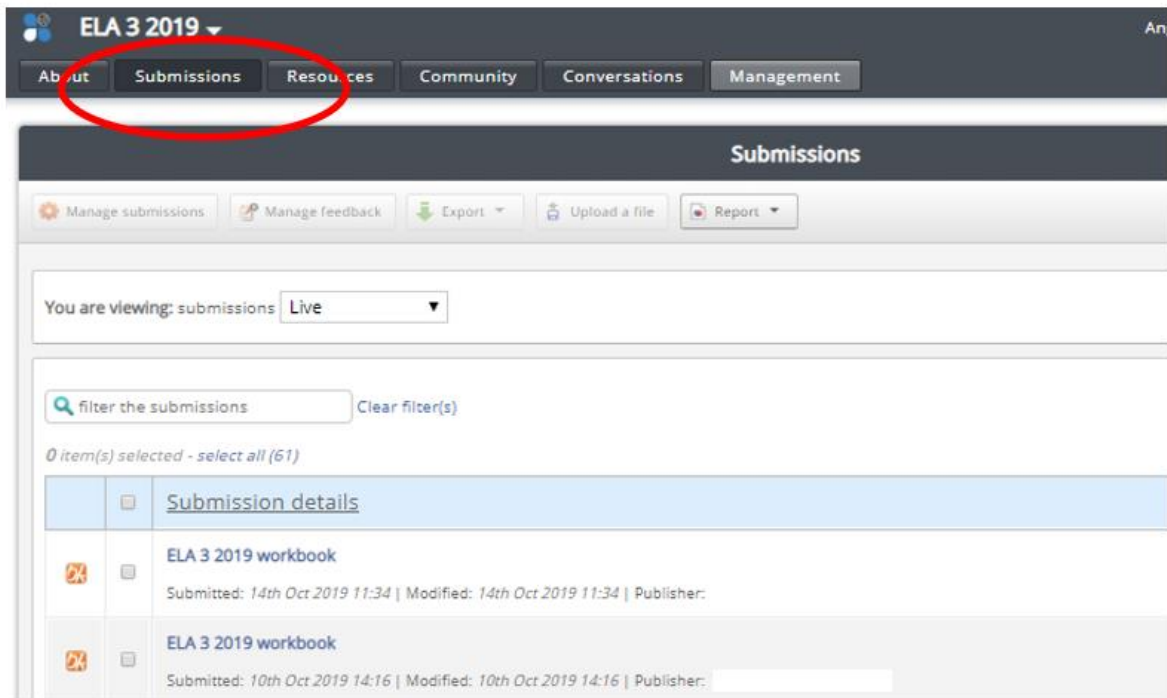 ELA 3 2019
An
About Submissions Resources Community Conversations Management
Submissions
Manage submissions Manage feedback Export Upload a file Report
You are viewing: submissions Live
filter the submissions Clear filter(s)
0 item(s) selected - select all (61)
Submission details
ELA 3 2019 workbook
Submitted: 14th Oct 2019 11:34 | Modified: 14th Oct 2019 11:34 | Publisher:
ELA 3 2019 workbook
Submitted: 10th Oct 2019 14:16 | Modified: 10th Oct 2019 14:16 | Publisher: